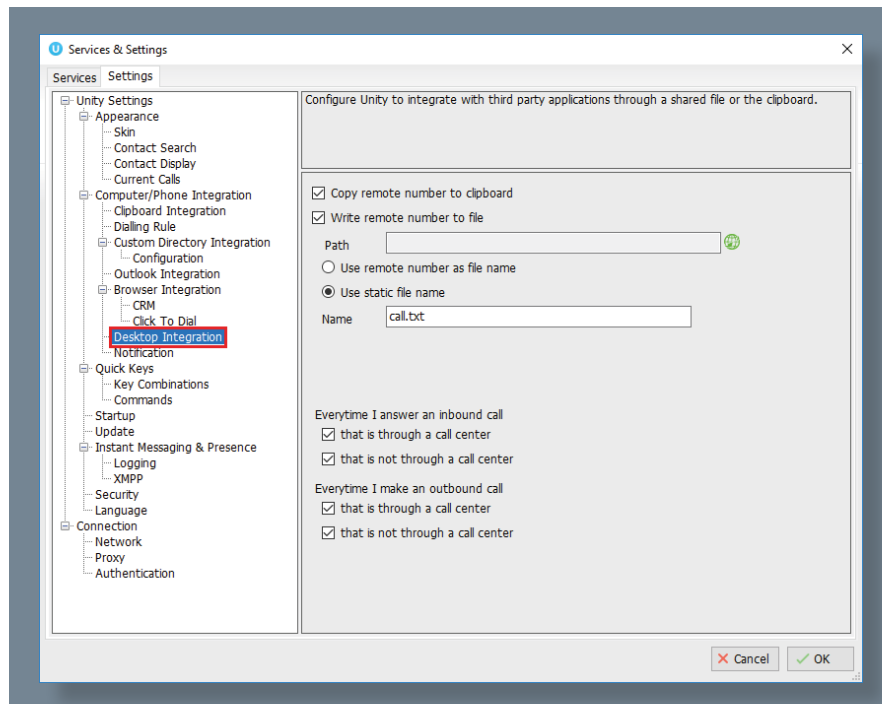 Services & Settings
Services Settings
Unity Settings
Appearance
Skin
Contact Search
Contact Display
Current Calls
Computer/Phone Integration
Clipboard Integration
Dialling Rule
Custom Directory Integration
Configuration
Outlook Integration
Browser Integration
CRM
Click To Dial
Desktop Integration
Notification
Quick Keys
Key Combinations
Commands
Startup
Update
Instant Messaging & Presence
Logging
XMPP
Security
Language
Connection
Network
Proxy
Authentication
Configure Unity to integrate with third party applications through a shared file or the clipboard.
Copy remote number to clipboard
Write remote number to file
Path
Use remote number as file name
Use static file name
Name call.txt
Everytime I answer an inbound call
that is through a call center
that is not through a call center
Everytime I make an outbound call
that is through a call center
that is not through a call center
Cancel OK